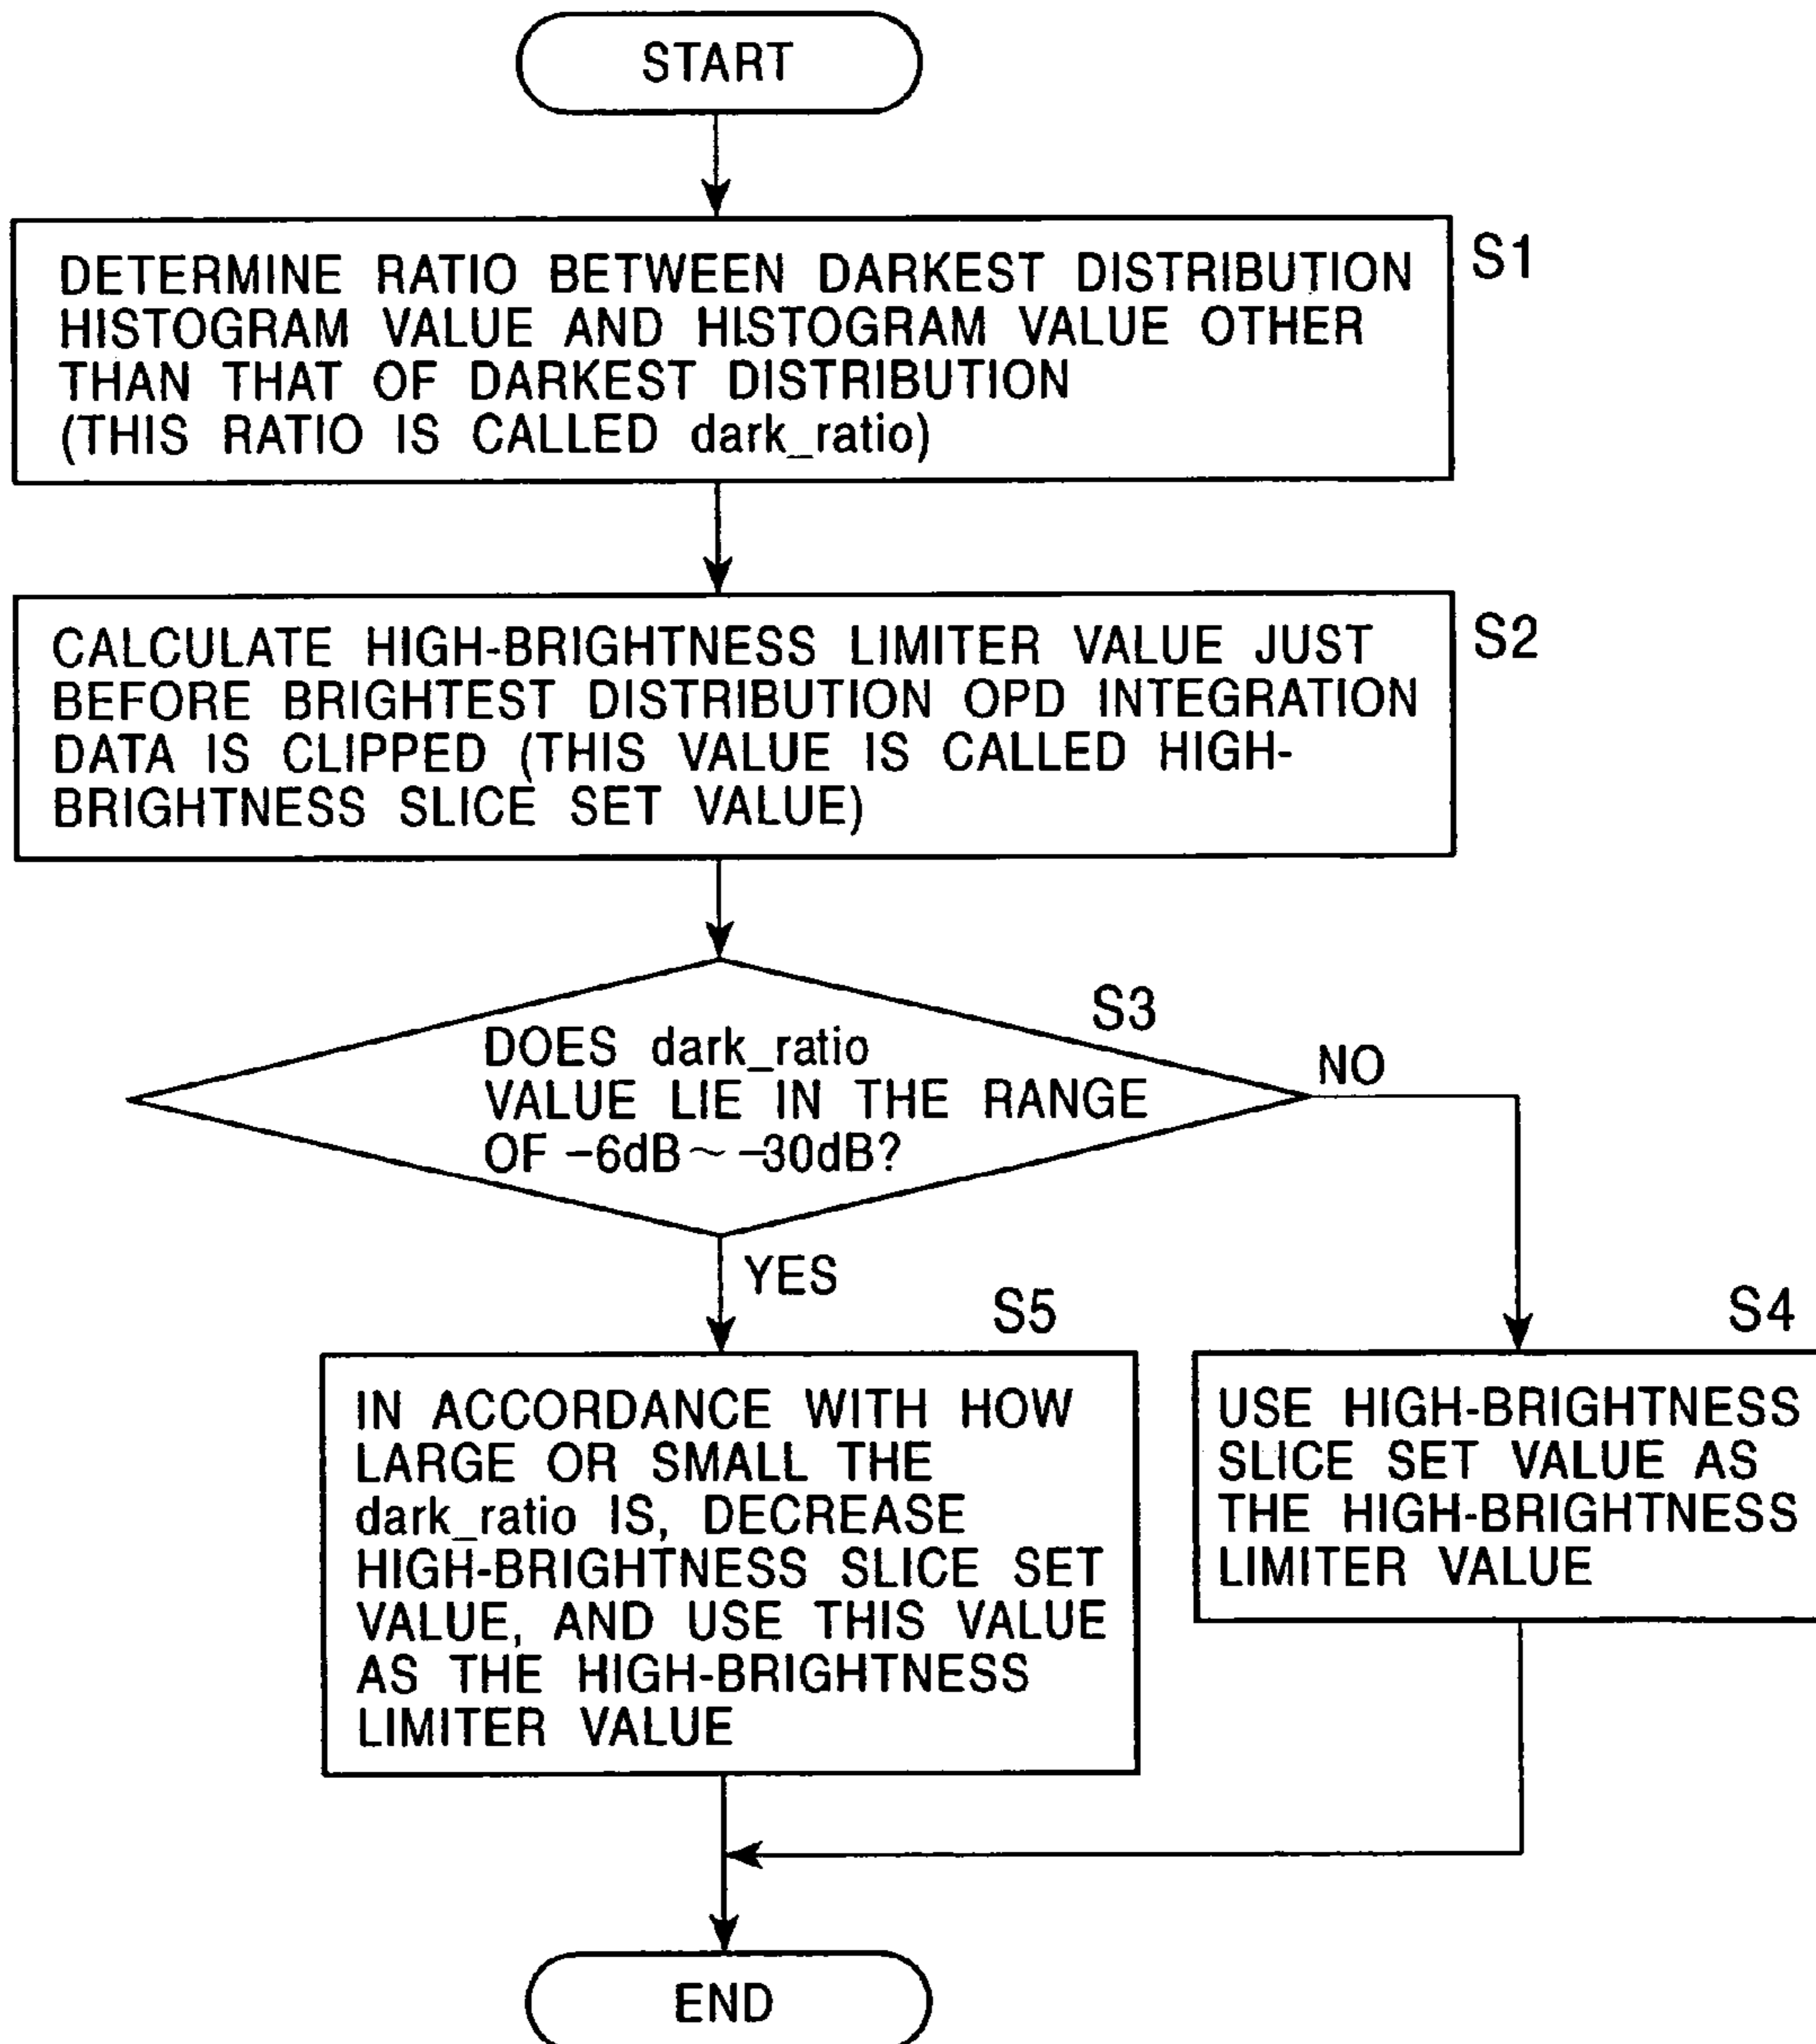 START
S1
DETERMINE RATIO BETWEEN DARKEST DISTRIBUTION
HISTOGRAM VALUE AND HISTOGRAM VALUE OTHER
THAN THAT OF DARKEST DISTRIBUTION
(THIS RATIO IS CALLED dark_ratio)
S2
CALCULATE HIGH-BRIGHTNESS LIMITER VALUE JUST
BEFORE BRIGHTEST DISTRIBUTION OPD INTEGRATION
DATA IS CLIPPED (THIS VALUE IS CALLED HIGH-
BRIGHTNESS SLICE SET VALUE)
S3
DOES dark_ratio
VALUE LIE IN THE RANGE
OF -6dB~-30dB?
NO
YES
S5
IN ACCORDANCE WITH HOW
LARGE OR SMALL THE
dark_ratio IS, DECREASE
HIGH-BRIGHTNESS SLICE SET
VALUE, AND USE THIS VALUE
AS THE HIGH-BRIGHTNESS
LIMITER VALUE
S4
USE HIGH-BRIGHTNESS
SLICE SET VALUE AS
THE HIGH-BRIGHTNESS
LIMITER VALUE
END